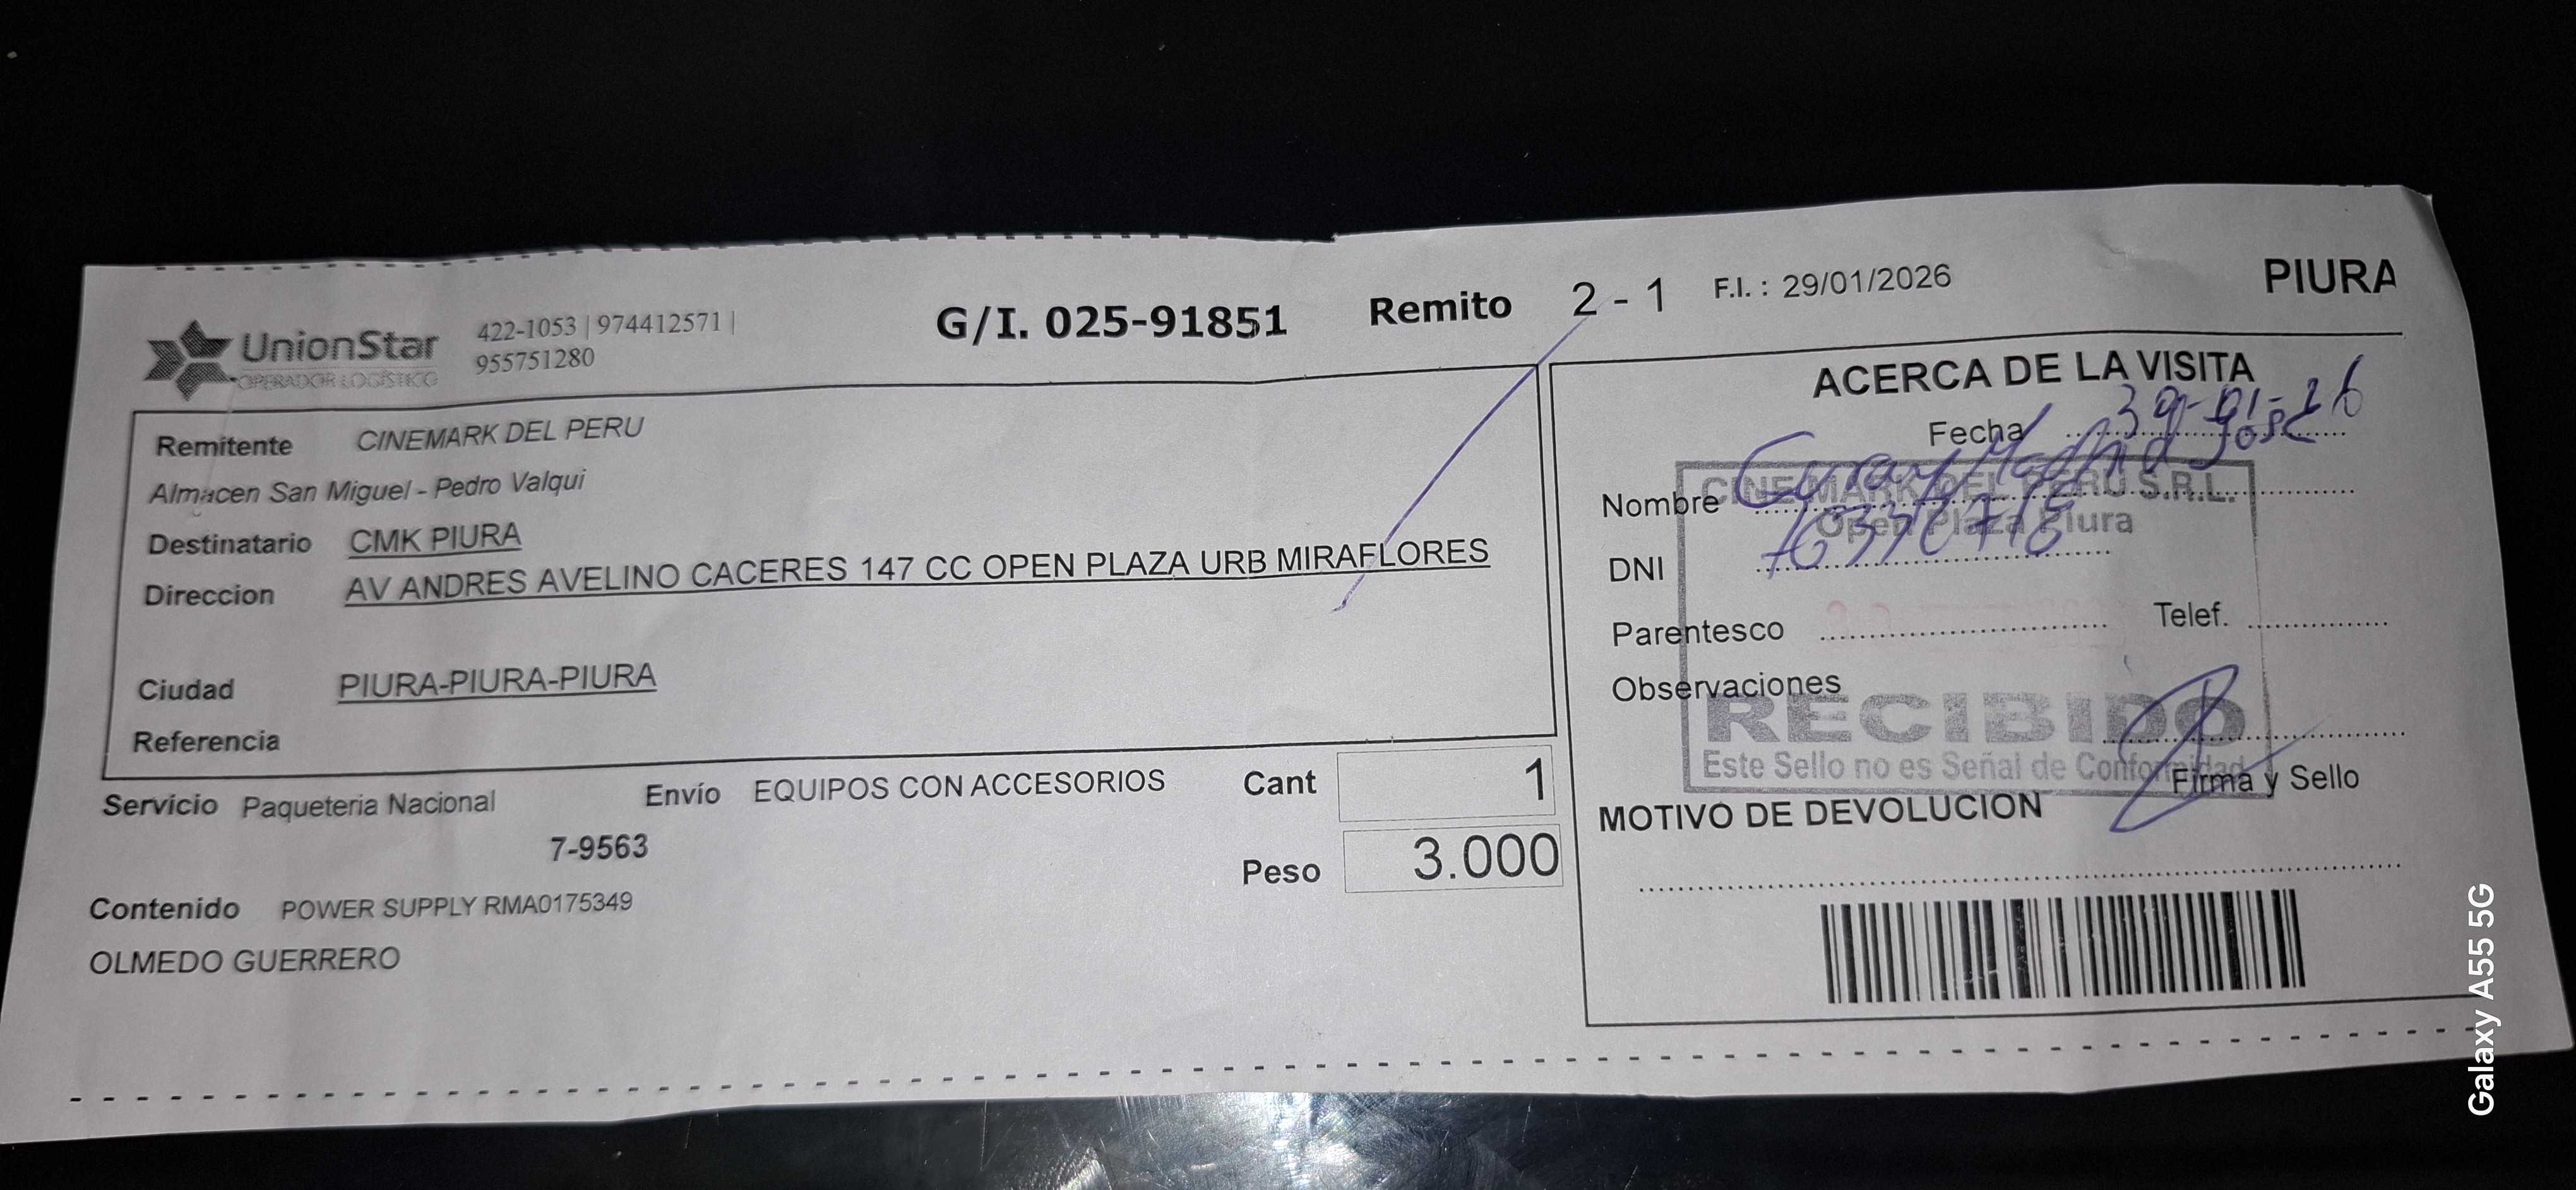 UnionStar
OPERADOR LOGÍSTICO
422-1053 | 974412571 |
955751280
G/I. 025-91851
Remito 2 - 1
F.I. : 29/01/2026
PIURA
Remitente CINEMARK DEL PERU
Almacen San Miguel - Pedro Valqui
Destinatario CMK PIURA
Direccion AV ANDRES AVELINO CACERES 147 CC OPEN PLAZA URB MIRAFLORES
Ciudad PIURA-PIURA-PIURA
Referencia
Servicio Paqueteria Nacional
7-9563
Envío EQUIPOS CON ACCESORIOS
Cant 1
Peso 3.000
Contenido POWER SUPPLY RMA0175349
OLMEDO GUERRERO
ACERCA DE LA VISITA
Fecha
Nombre
José
DNI
Parentesco
Telef.
Observaciones
CINEMARK DEL PERU S.R.L.
Open Plaza Piura
RECIBIDO
Este Sello no es Señal de Conformidad
Firma y Sello
MOTIVO DE DEVOLUCION
Galaxy A55 5G